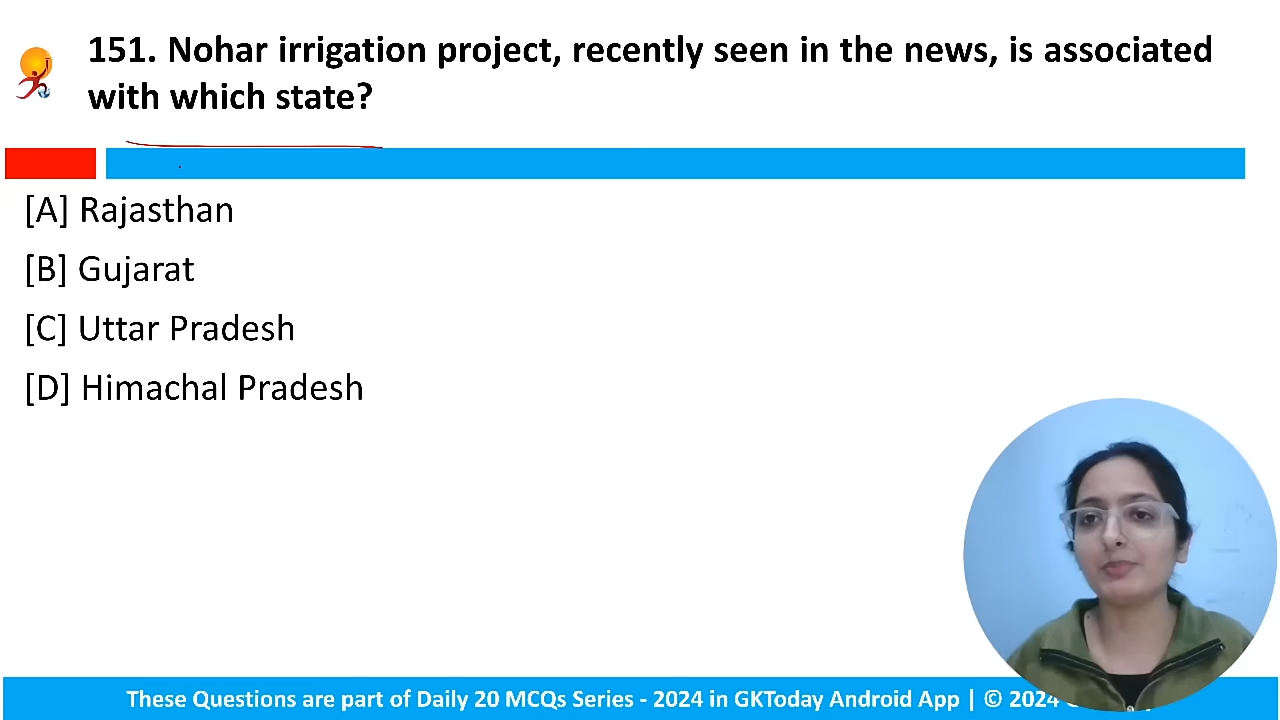 151. Nohar irrigation project, recently seen in the news, is associated
with which state?
[A] Rajasthan
[B] Gujarat
[C] Uttar Pradesh
[D] Himachal Pradesh
These Questions are part of Daily 20 MCQs Series - 2024 in GKToday Android App | © 2024